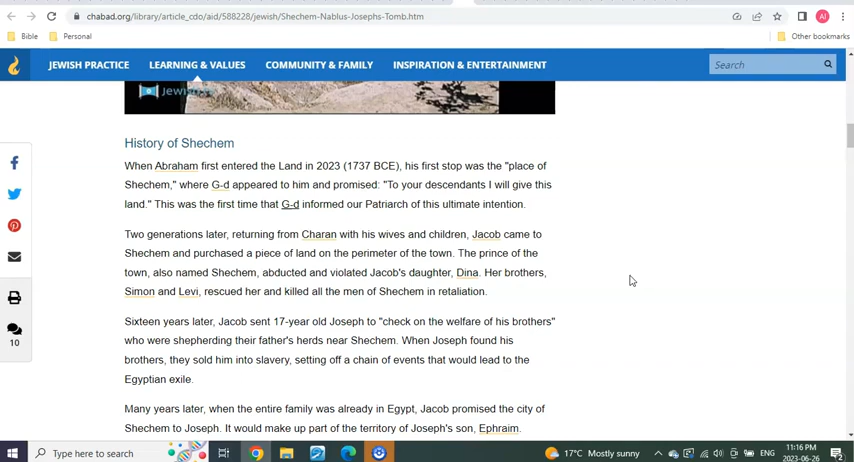 chabad.org/library/article_cdo/aid/588228/jewish/Shechem-Nablus-Josephs-Tomb.htm
AI
Bible Personal Other bookmarks
JEWISH PRACTICE LEARNING & VALUES COMMUNITY & FAMILY INSPIRATION & ENTERTAINMENT Search
History of Shechem
When Abraham first entered the Land in 2023 (1737 BCE), his first stop was the "place of
Shechem," where G-d appeared to him and promised: "To your descendants I will give this
land." This was the first time that G-d informed our Patriarch of this ultimate intention.
Two generations later, returning from Charan with his wives and children, Jacob came to
Shechem and purchased a piece of land on the perimeter of the town. The prince of the
town, also named Shechem, abducted and violated Jacob's daughter, Dina. Her brothers,
Simon and Levi, rescued her and killed all the men of Shechem in retaliation.
Sixteen years later, Jacob sent 17-year old Joseph to "check on the welfare of his brothers"
who were shepherding their father's herds near Shechem. When Joseph found his
brothers, they sold him into slavery, setting off a chain of events that would lead to the
Egyptian exile.
10
Many years later, when the entire family was already in Egypt, Jacob promised the city of
Shechem to Joseph. It would make up part of the territory of Joseph's son, Ephraim.
Type here to search
17°C Mostly sunny
ENG
11:16 PM
2023-06-26
2